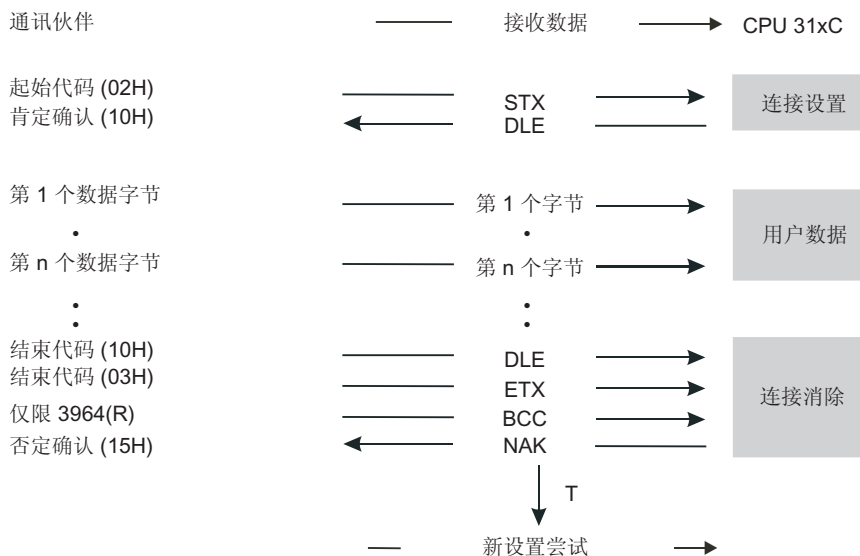 通讯伙伴 接收数据 CPU 31xC
起始代码 (02H) STX 连接设置
肯定确认 (10H) DLE
第 1 个数据字节 第 1 个字节 用户数据
第 n 个数据字节 第 n 个字节
结束代码 (10H) DLE 连接消除
结束代码 (03H) ETX
仅限 3964(R) BCC
否定确认 (15H) NAK
T
新设置尝试